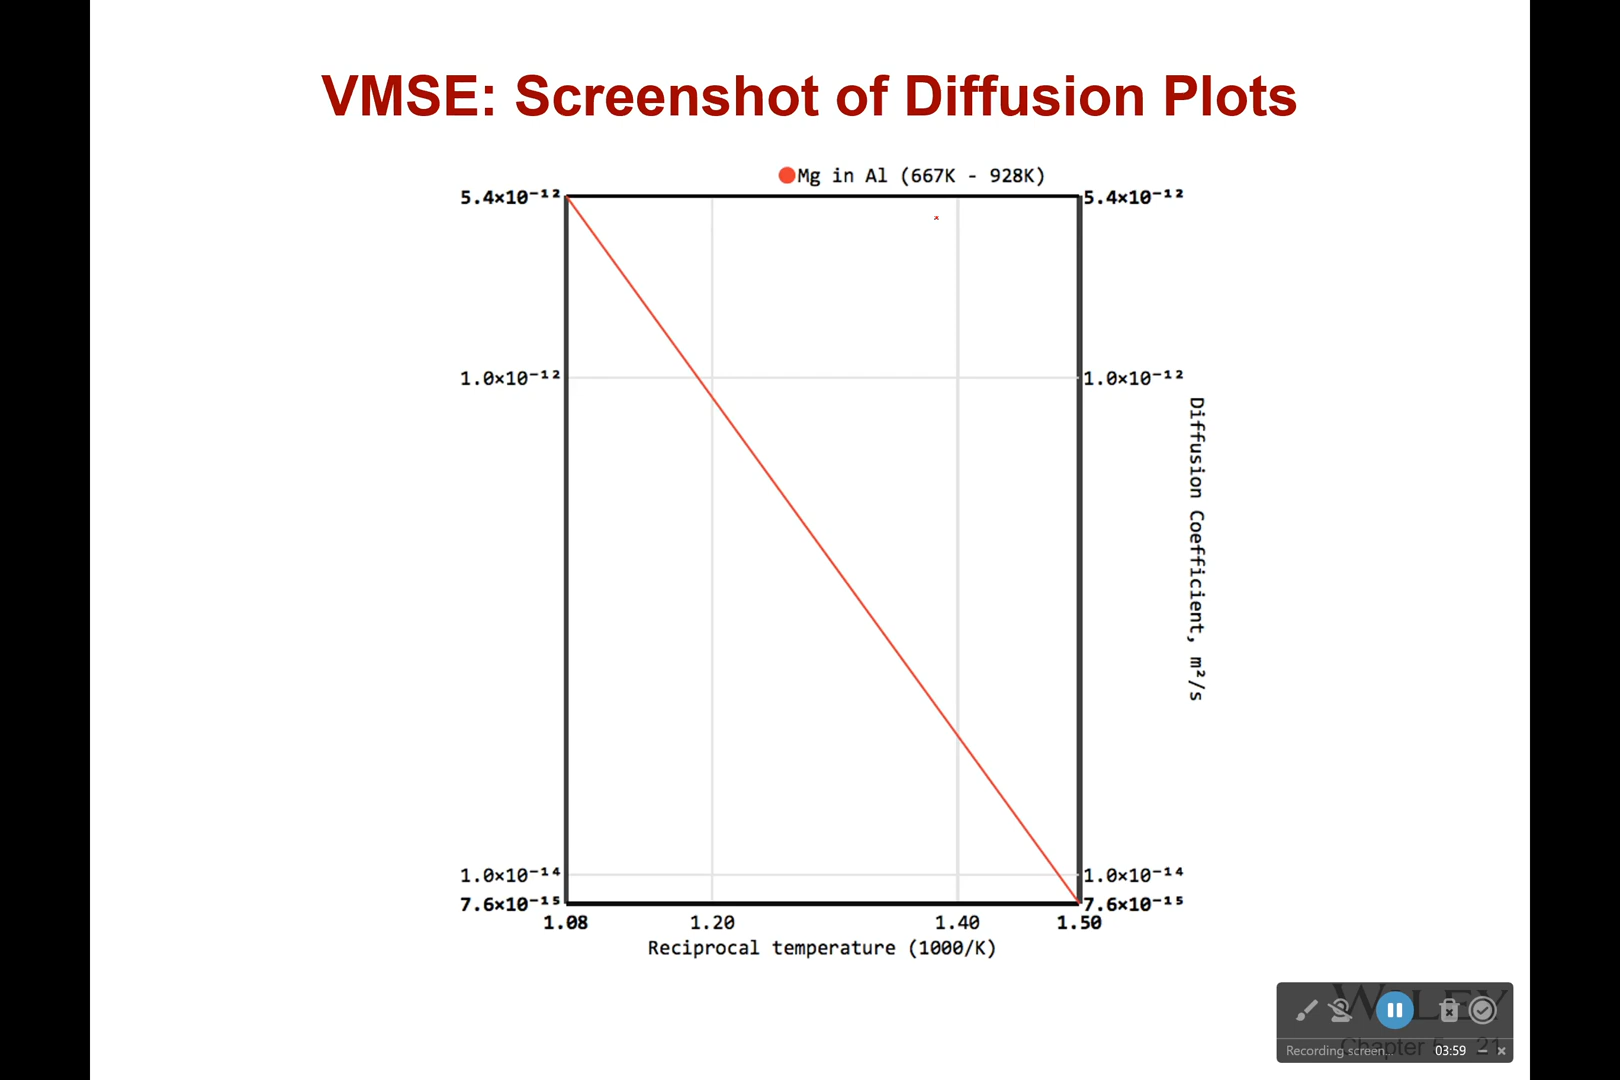 VMSE: Screenshot of Diffusion Plots
Mg in Al (667K - 928K)
5.4×10⁻¹² 5.4×10⁻¹²
1.0×10⁻¹² 1.0×10⁻¹²
Diffusion Coefficient, m²/s
1.0×10⁻¹⁴ 1.0×10⁻¹⁴
7.6×10⁻¹⁵ 7.6×10⁻¹⁵
1.08 1.20 1.40 1.50
Reciprocal temperature (1000/K)
WILEY
Recording screen... 03:59
Chapter